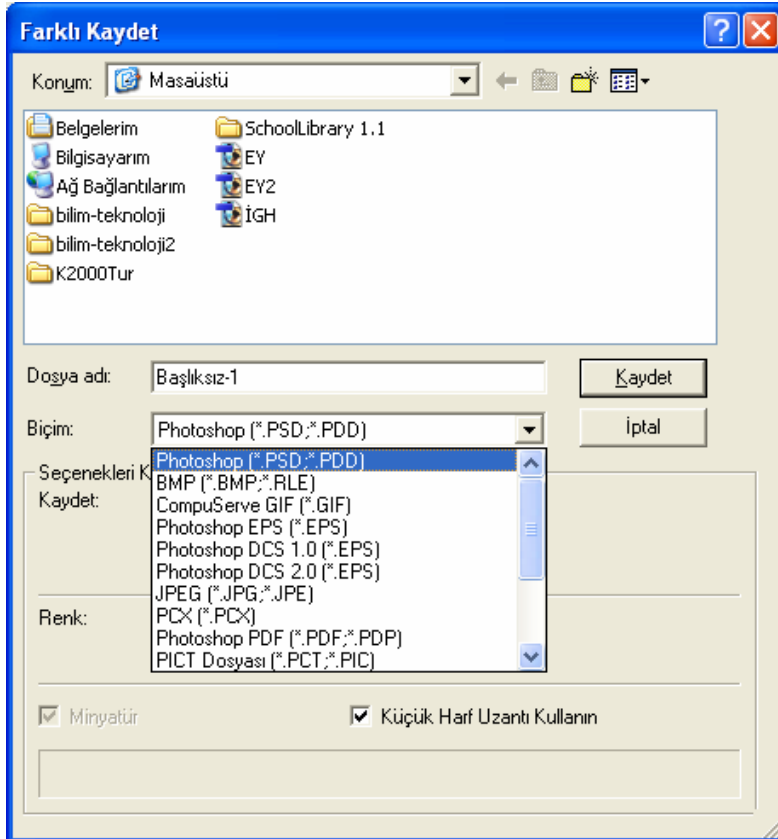 Farklı Kaydet
Konum: Masaüstü
Belgelerim
Bilgisayarım
Ağ Bağlantılarım
bilim-teknoloji
bilim-teknoloji2
K2000Tur
SchoolLibrary 1.1
EY
EY2
İGH
Dosya adı: Başlıksız-1 Kaydet
Biçim: Photoshop (*.PSD;*.PDD) İptal
Photoshop (*.PSD;*.PDD)
BMP (*.BMP;*.RLE)
CompuServe GIF (*.GIF)
Photoshop EPS (*.EPS)
Photoshop DCS 1.0 (*.EPS)
Photoshop DCS 2.0 (*.EPS)
JPEG (*.JPG;*.JPE)
PCX (*.PCX)
Photoshop PDF (*.PDF;*.PDP)
PICT Dosyası (*.PCT;*.PIC)
Seçenekleri K
Kaydet:
Renk:
Minyatür Küçük Harf Uzantı Kullanın